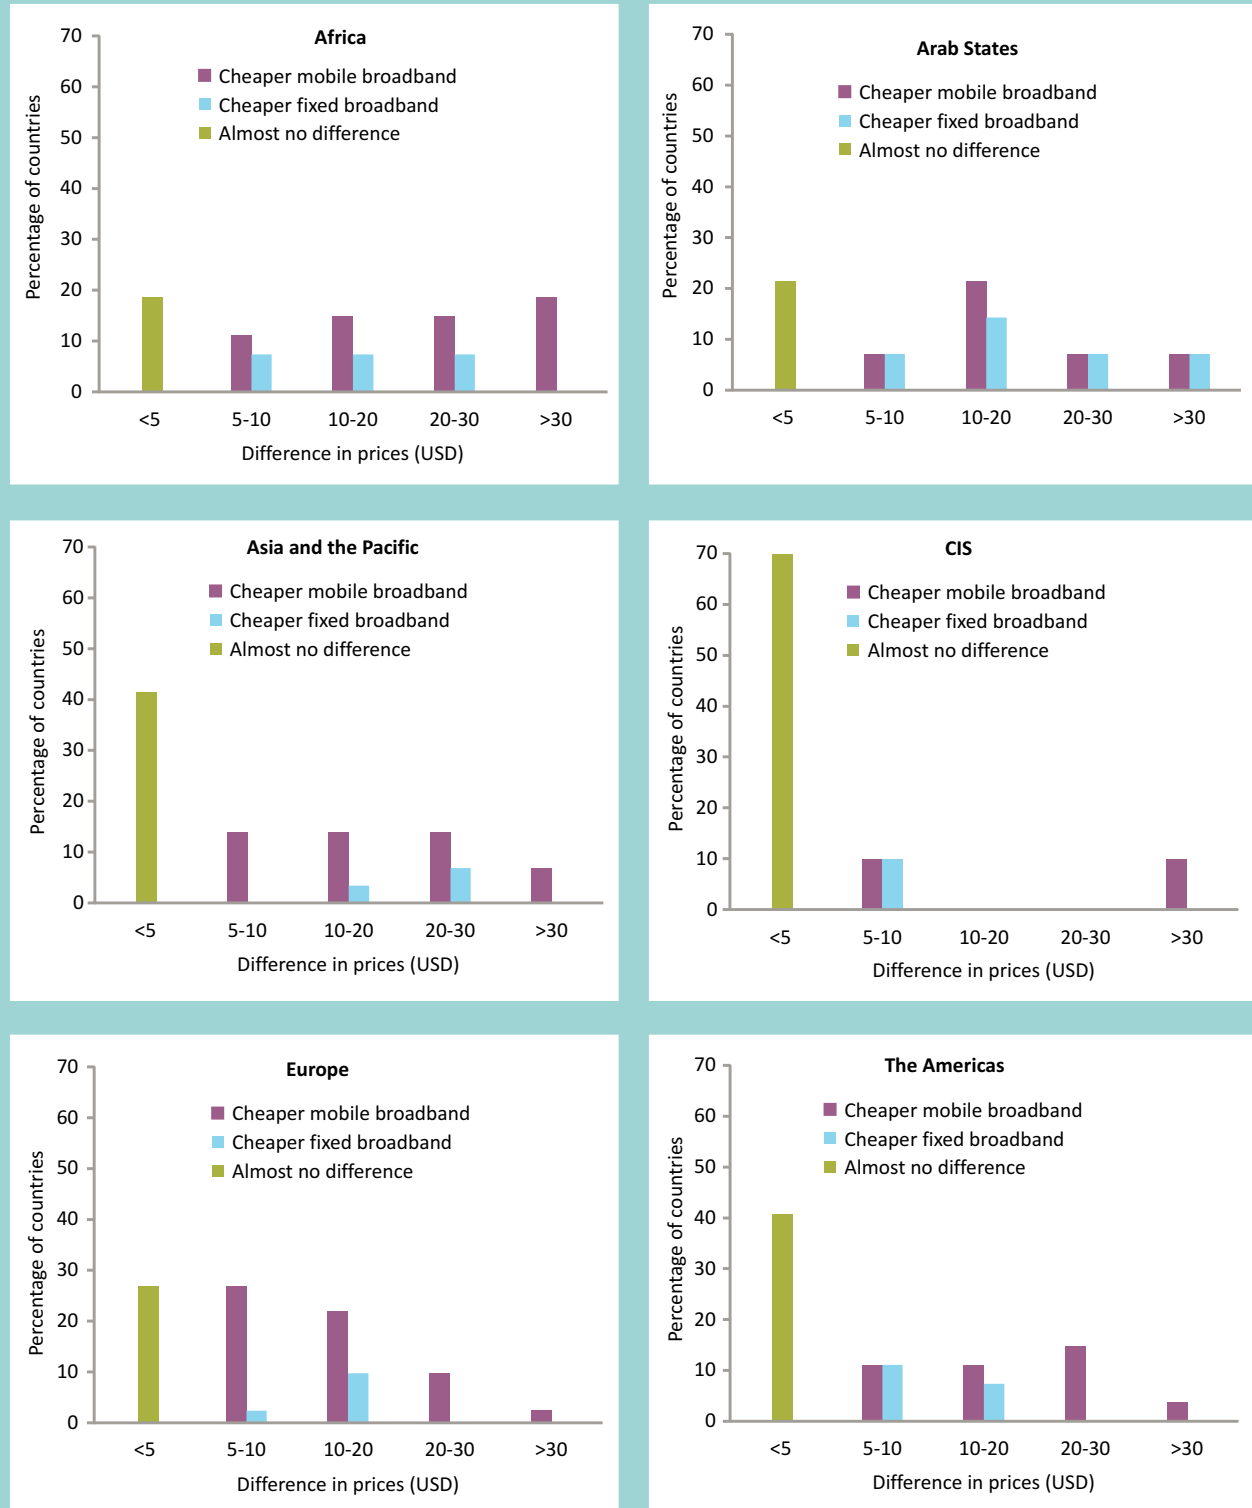 Africa
Cheaper mobile broadband
Cheaper fixed broadband
Almost no difference
Percentage of countries
70
60
50
40
30
20
10
0
<5 5-10 10-20 20-30 >30
Difference in prices (USD)
Arab States
Cheaper mobile broadband
Cheaper fixed broadband
Almost no difference
Percentage of countries
70
60
50
40
30
20
10
0
<5 5-10 10-20 20-30 >30
Asia and the Pacific
Cheaper mobile broadband
Cheaper fixed broadband
Almost no difference
Percentage of countries
70
60
50
40
30
20
10
0
<5 5-10 10-20 20-30 >30
Difference in prices (USD)
CIS
Cheaper mobile broadband
Cheaper fixed broadband
Almost no difference
Percentage of countries
70
60
50
40
30
20
10
0
<5 5-10 10-20 20-30 >30
Difference in prices (USD)
Europe
Cheaper mobile broadband
Cheaper fixed broadband
Almost no difference
Percentage of countries
70
60
50
40
30
20
10
0
<5 5-10 10-20 20-30 >30
Difference in prices (USD)
The Americas
Cheaper mobile broadband
Cheaper fixed broadband
Almost no difference
Percentage of countries
70
60
50
40
30
20
10
0
<5 5-10 10-20 20-30 >30
Difference in prices (USD)